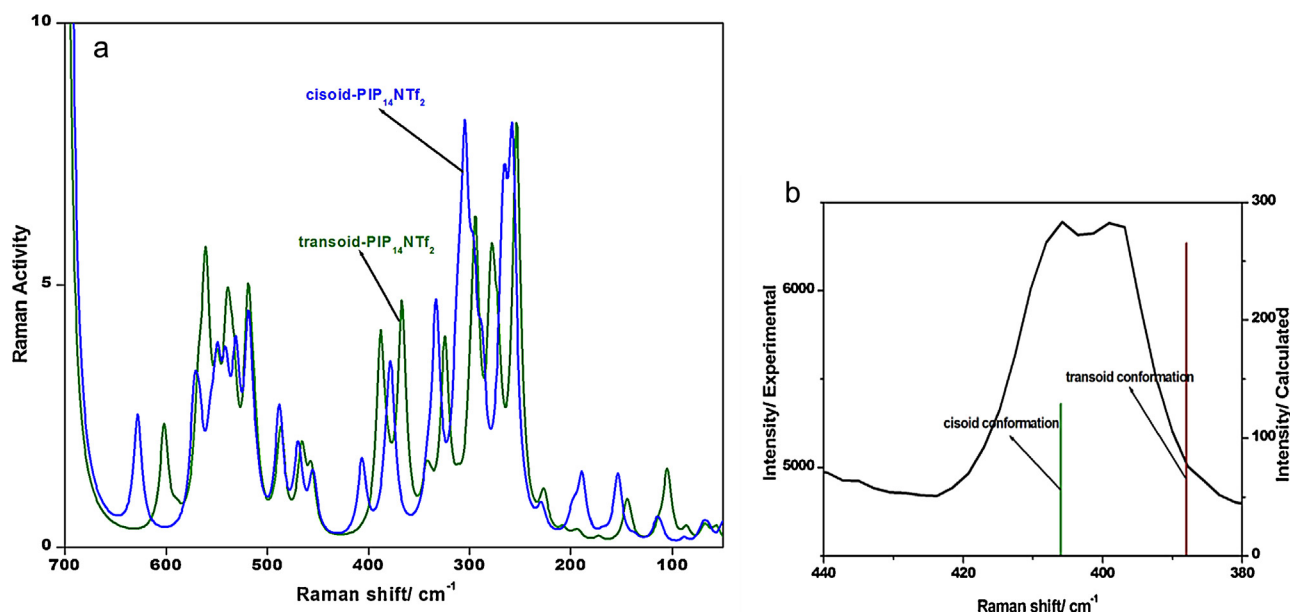 a
10
5
0
Raman Activity
cisoid-PIP14NTf2
transoid-PIP14NTf2
700 600 500 400 300 200 100
Raman shift/ cm-1
b
6000
5000
Intensity/ Experimental
300
200
100
0
Intensity/ Calculated
transoid conformation
cisoid conformation
440 420 400 380
Raman shift/ cm-1